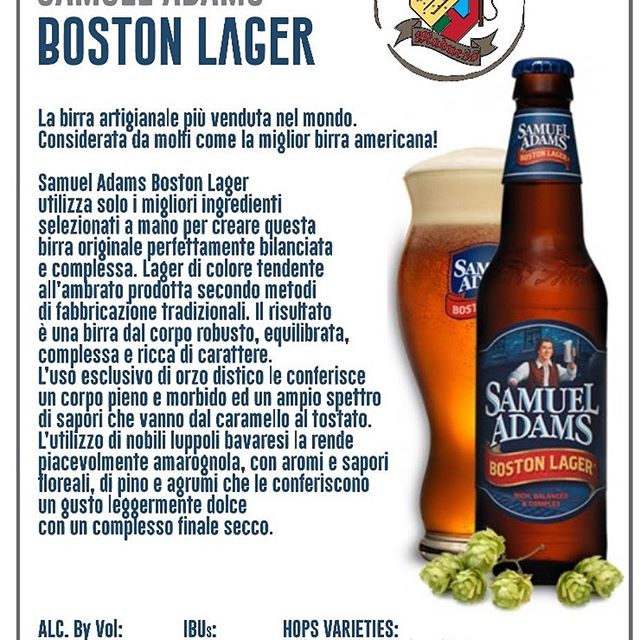 SAMUEL ADAMS
BOSTON LAGER
La birra artigianale più venduta nel mondo.
Considerata da molti come la miglior birra americana!
Samuel Adams Boston Lager
utilizza solo i migliori ingredienti
selezionati a mano per creare questa
birra originale perfettamente bilanciata
e complessa. Lager di colore tendente
all'ambrato prodotta secondo metodi
di fabbricazione tradizionali. Il risultato
è una birra dal corpo robusto, equilibrata,
complessa e ricca di carattere.
L'uso esclusivo di orzo distico le conferisce
un corpo pieno e morbido ed un ampio spettro
di sapori che vanno dal caramello al tostato.
L'utilizzo di nobili luppoli bavaresi la rende
piacevolmente amarognola, con aromi e sapori
floreali, di pino e agrumi che le conferiscono
un gusto leggermente dolce
con un complesso finale secco.
ALC. By Vol: IBUs: HOPS VARIETIES:
SAMUEL
ADAMS
BOSTON LAGER
SAM
ADA
BOSTON
SAMUEL
ADAMS
BOSTON LAGER
RICH, BALANCED
& COMPLEX